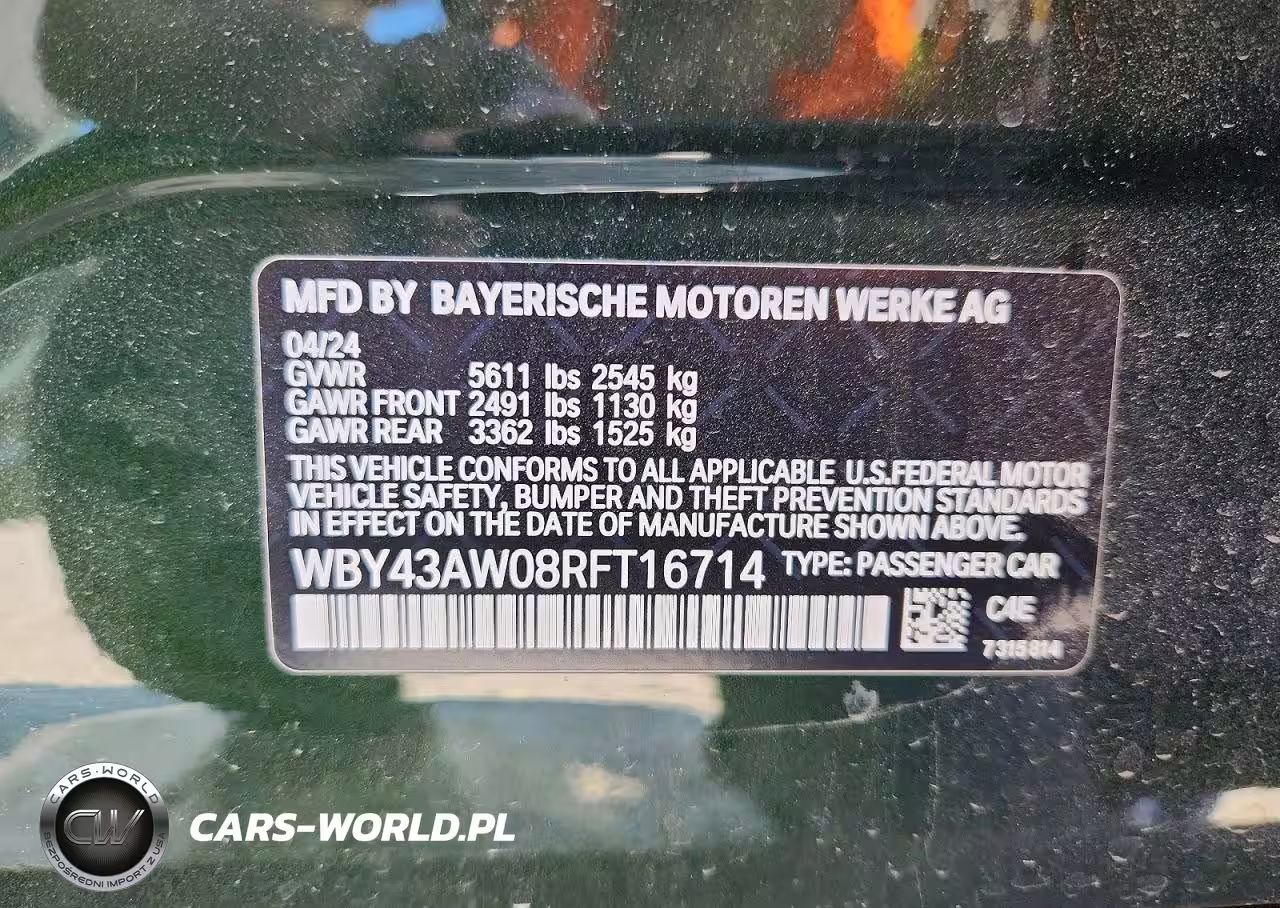 MFD BY BAYERISCHE MOTOREN WERKE AG
04/24
GVWR 5611 lbs 2545 kg
GAWR FRONT 2491 lbs 1130 kg
GAWR REAR 3362 lbs 1525 kg
THIS VEHICLE CONFORMS TO ALL APPLICABLE U.S.FEDERAL MOTOR
VEHICLE SAFETY, BUMPER AND THEFT PREVENTION STANDARDS
IN EFFECT ON THE DATE OF MANUFACTURE SHOWN ABOVE.
WBY43AW08RFT16714 TYPE: PASSENGER CAR
C4E
7315814
CARS-WORLD
CW
BEZPOŚREDNI IMPORT Z USA
CARS-WORLD.PL